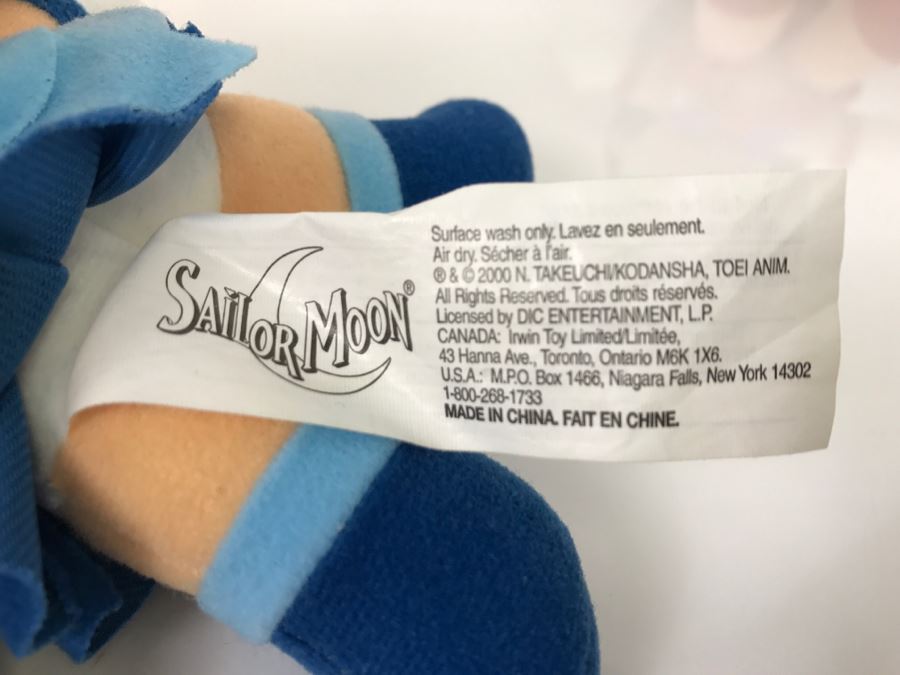 SAILOR MOON®
Surface wash only. Lavez en seulement.
Air dry. Sécher à l'air.
® & © 2000 N. TAKEUCHI/KODANSHA, TOEI ANIM.
All Rights Reserved. Tous droits réservés.
Licensed by DIC ENTERTAINMENT, L.P.
CANADA: Irwin Toy Limited/Limitée,
43 Hanna Ave., Toronto, Ontario M6K 1X6.
U.S.A.: M.P.O. Box 1466, Niagara Falls, New York 14302
1-800-268-1733
MADE IN CHINA. FAIT EN CHINE.